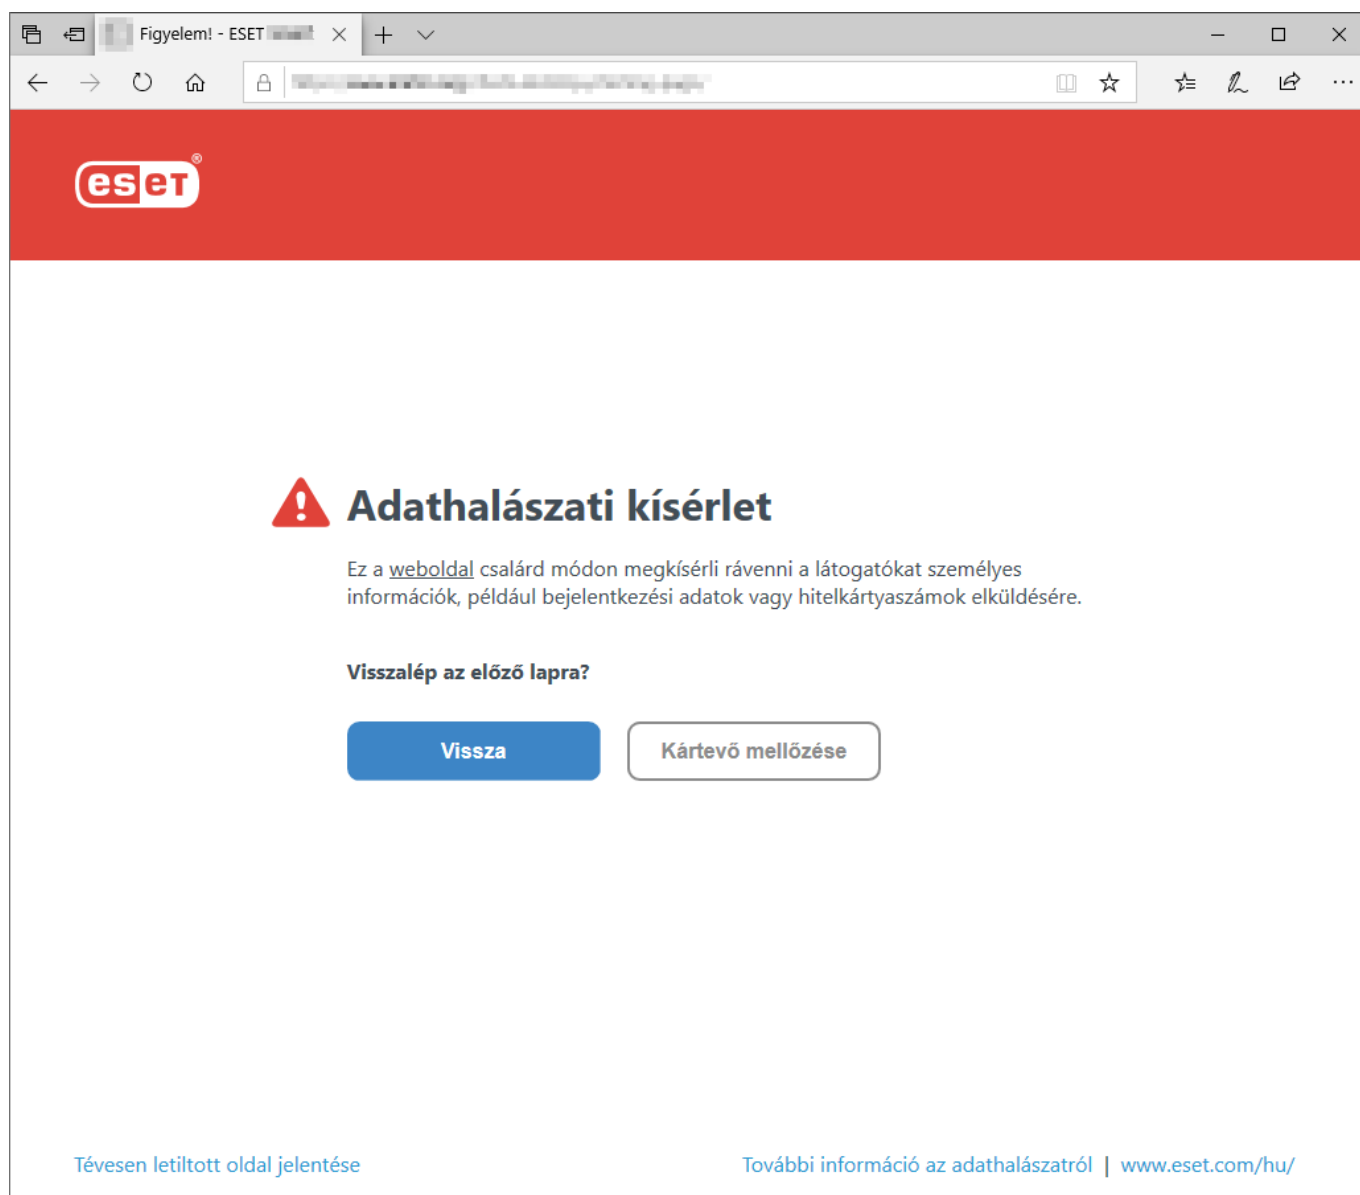 Figyelem! - ESET
eseT®
Adathalászati kísérlet
Ez a weboldal csalárd módon megkísérli rávenni a látogatókat személyes
információk, például bejelentkezési adatok vagy hitelkártyaszámok elküldésére.
Visszalép az előző lapra?
Vissza
Kártevő mellőzése
Tévesen letiltott oldal jelentése
További információ az adathalászatról | www.eset.com/hu/